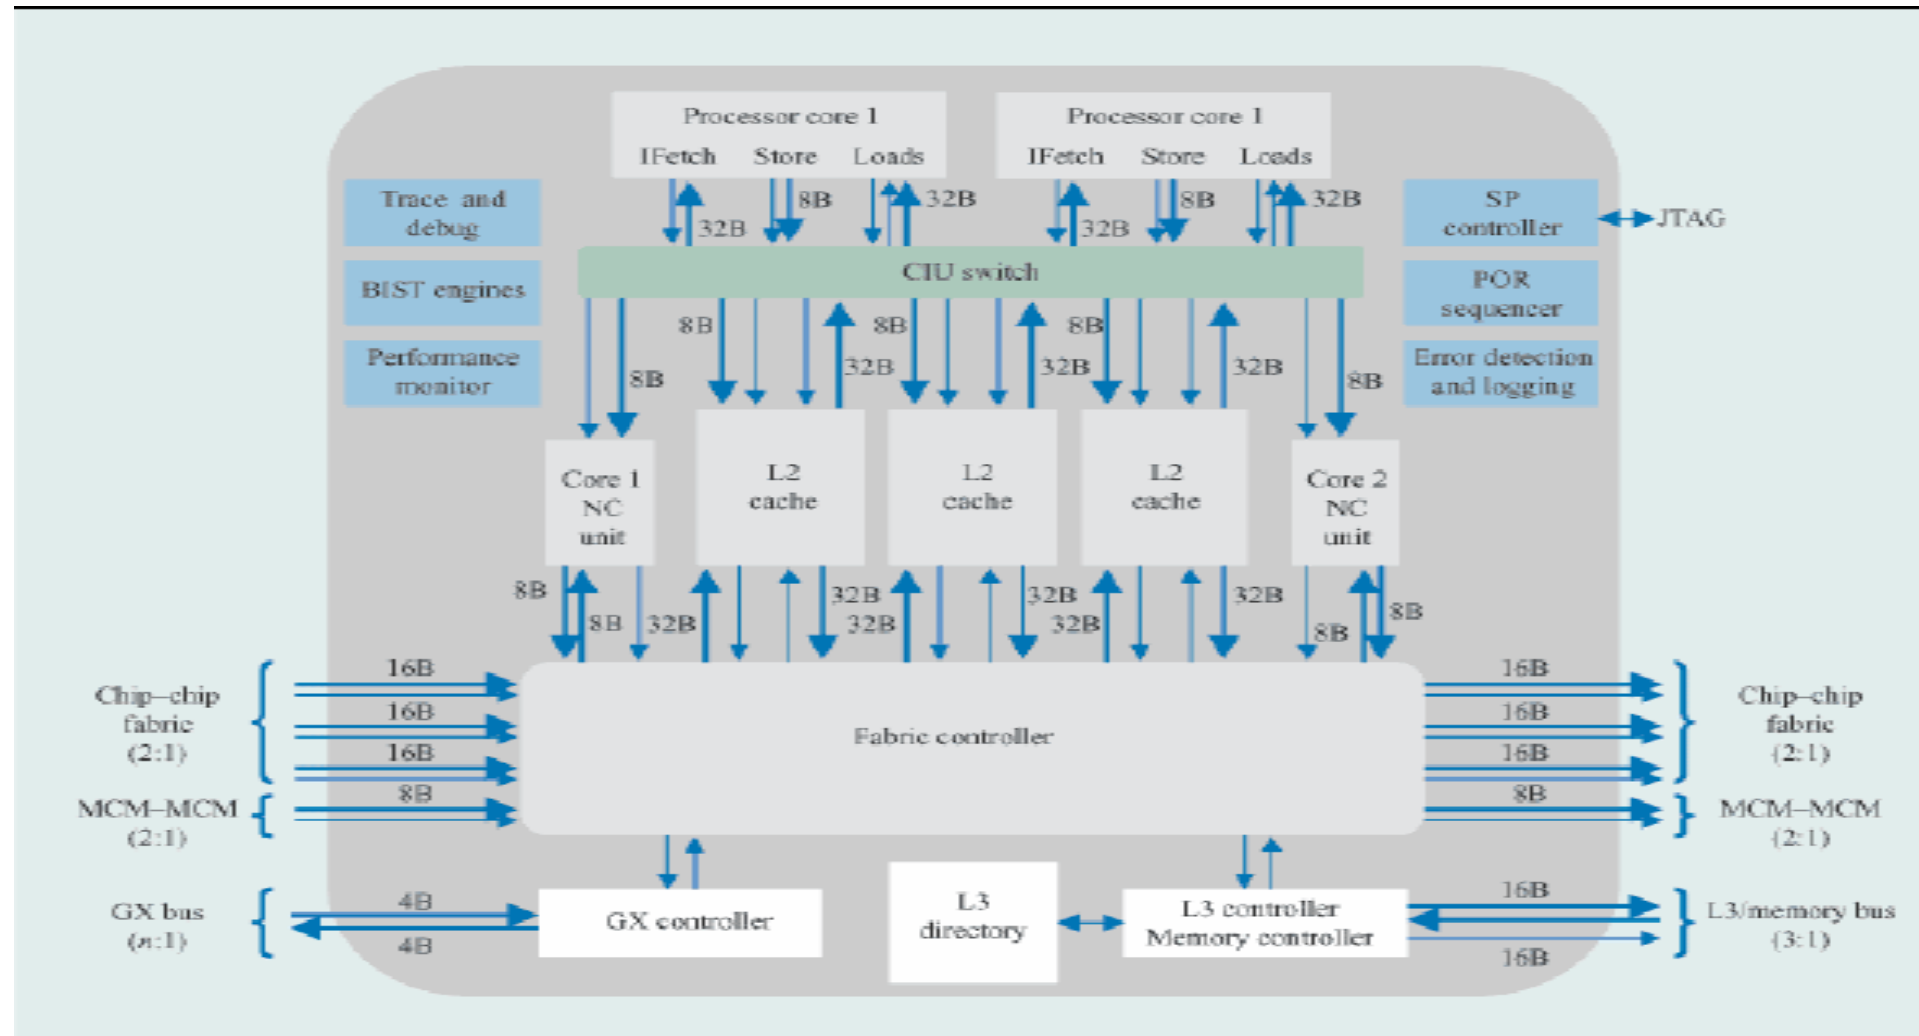 Processor core 1
IFetch Store Loads
Processor core 1
IFetch Store Loads
8B
32B
32B
8B
32B
32B
Trace and
debug
BIST engines
Performance
monitor
SP
controller
JTAG
POR
sequencer
Error detection
and logging
CIU switch
8B
8B
32B
8B
32B
8B
32B
8B
Core 1
NC
unit
L2
cache
L2
cache
L2
cache
Core 2
NC
unit
8B
8B
32B
32B
32B
32B
32B
32B
8B
8B
Chip–chip
fabric
(2:1)
16B
16B
16B
MCM–MCM
(2:1)
8B
Fabric controller
16B
16B
16B
Chip–chip
fabric
(2:1)
8B
MCM–MCM
(2:1)
GX bus
(n:1)
4B
4B
GX controller
L3
directory
L3 controller
Memory controller
16B
16B
L3/memory bus
(3:1)